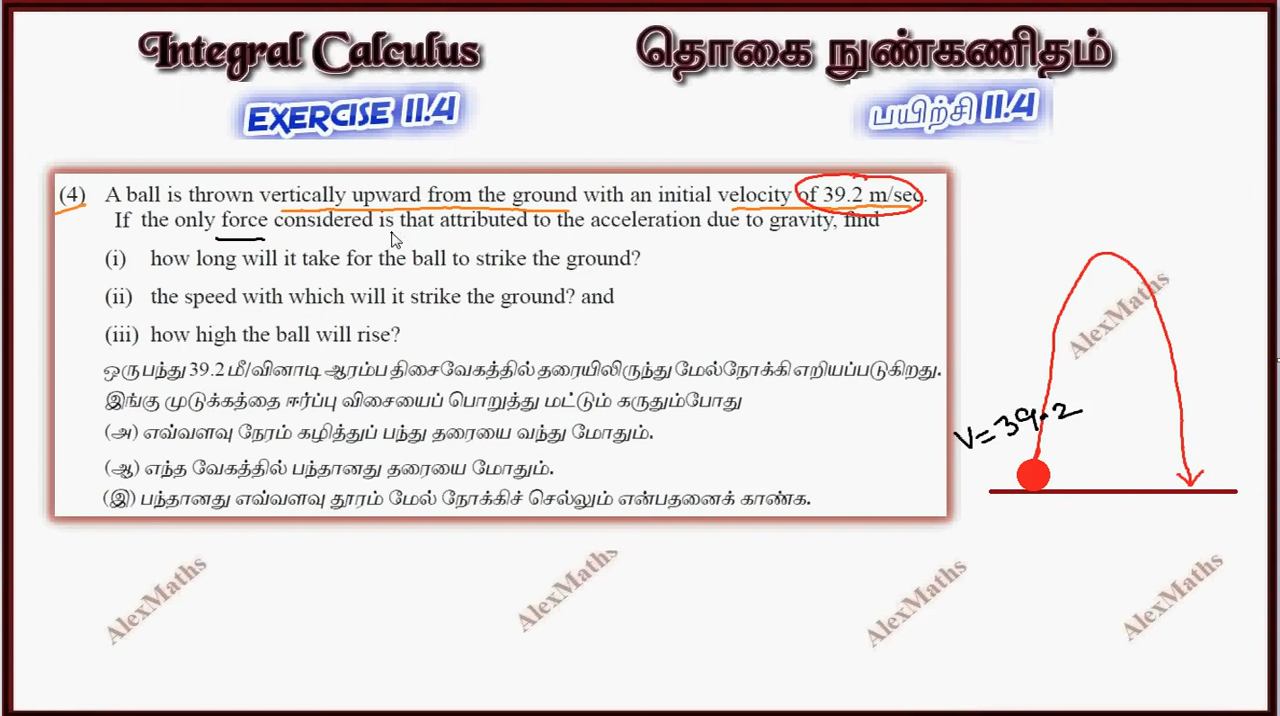 Integral Calculus
தொகை நுண்கணிதம்
EXERCISE 11.4
பயிற்சி 11.4
(4) A ball is thrown vertically upward from the ground with an initial velocity of 39.2 m/sec.
If the only force considered is that attributed to the acceleration due to gravity, find
(i) how long will it take for the ball to strike the ground?
(ii) the speed with which will it strike the ground? and
(iii) how high the ball will rise?
ஒரு பந்து 39.2 மீ/வினாடி ஆரம்ப திசைவேகத்தில் தரையிலிருந்து மேல்நோக்கி எறியப்படுகிறது.
இங்கு முடுக்கத்தை ஈர்ப்பு விசையைப் பொறுத்து மட்டும் கருதும்போது
(அ) எவ்வளவு நேரம் கழித்துப் பந்து தரையை வந்து மோதும்.
(ஆ) எந்த வேகத்தில் பந்தானது தரையை மோதும்.
(இ) பந்தானது எவ்வளவு தூரம் மேல் நோக்கிச் செல்லும் என்பதனைக் காண்க.
AlexMaths
V=39.2
AlexMaths
AlexMaths
AlexMaths
AlexMaths